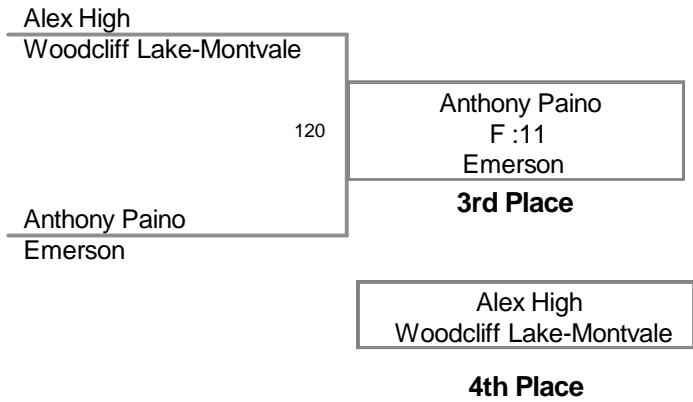 Alex High
Woodcliff Lake-Montvale
120
Anthony Paino
F :11
Emerson
3rd Place
Anthony Paino
Emerson
Alex High
Woodcliff Lake-Montvale
4th Place